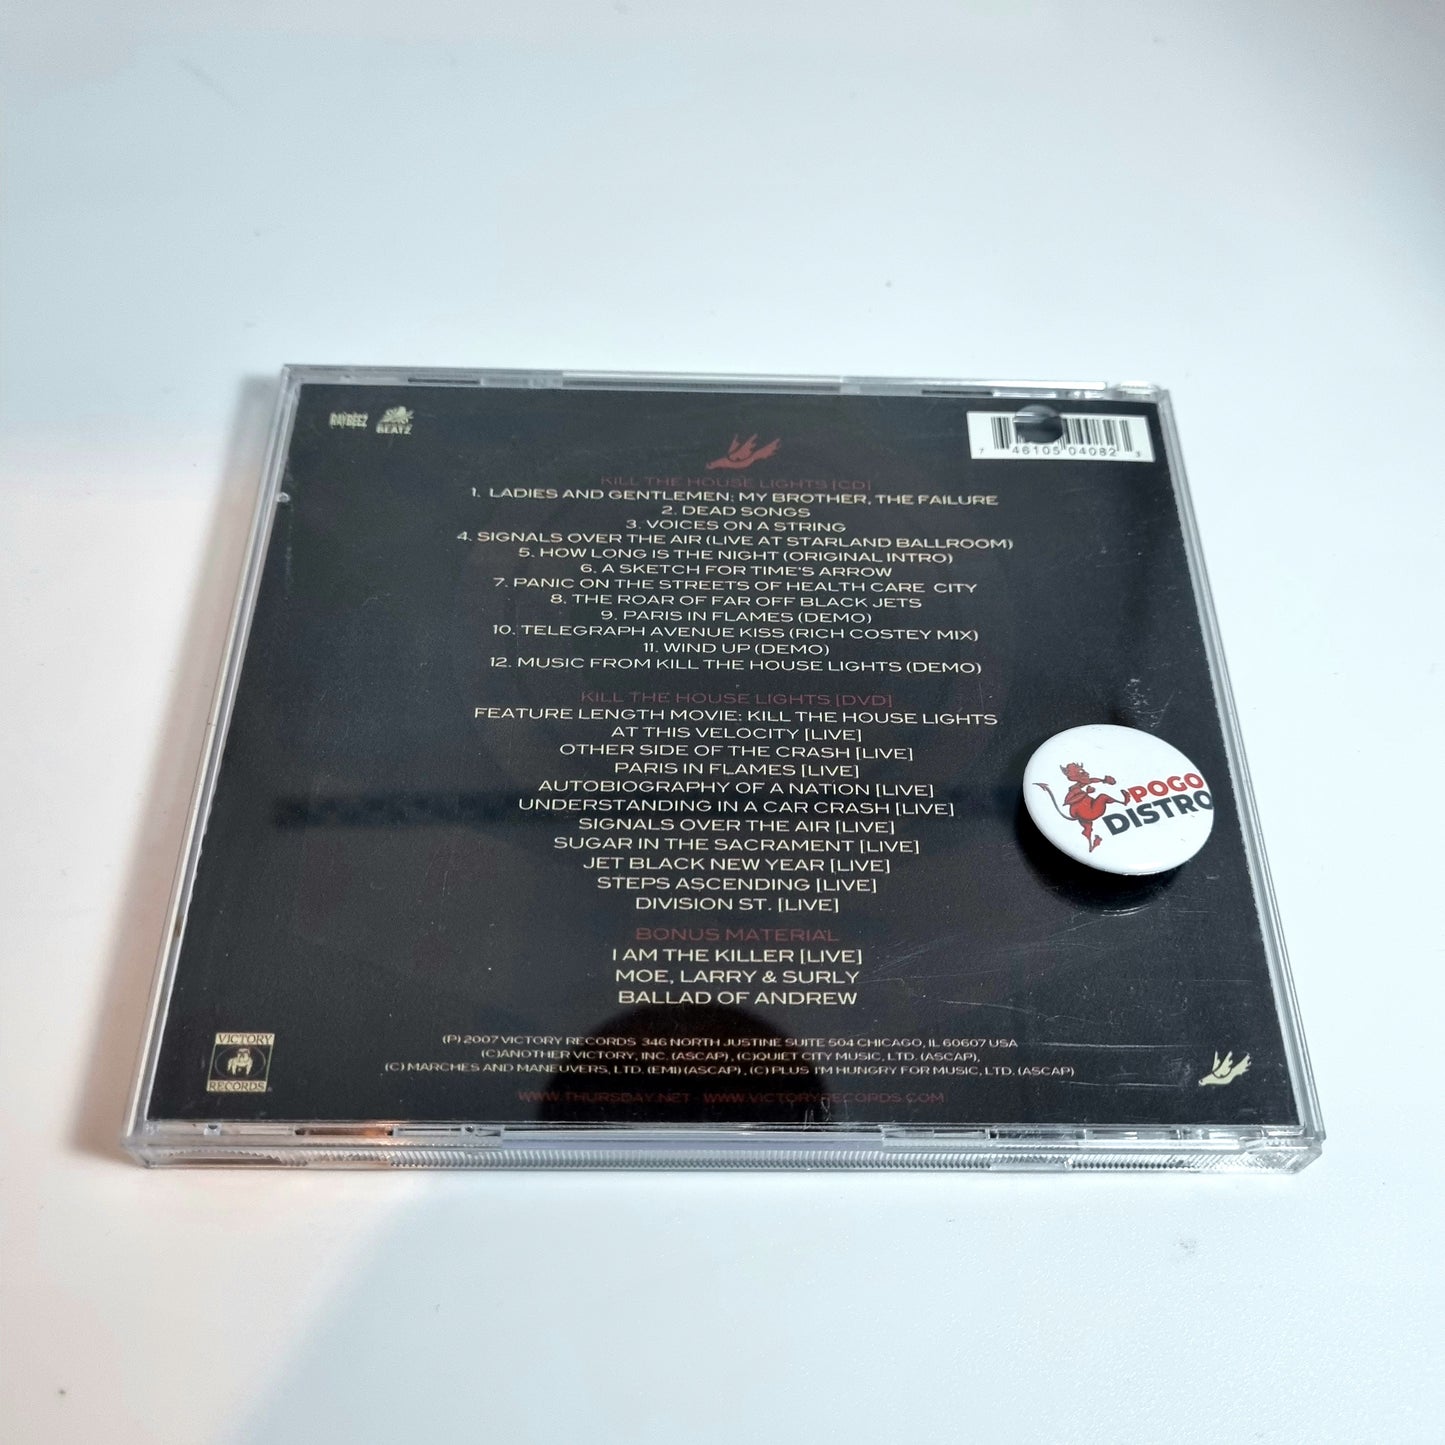 RAYBEEZ
BEATZ
7 46105 04082 3
KILL THE HOUSE LIGHTS [CD]
1. LADIES AND GENTLEMEN: MY BROTHER, THE FAILURE
2. DEAD SONGS
3. VOICES ON A STRING
4. SIGNALS OVER THE AIR (LIVE AT STARLAND BALLROOM)
5. HOW LONG IS THE NIGHT (ORIGINAL INTRO)
6. A SKETCH FOR TIME'S ARROW
7. PANIC ON THE STREETS OF HEALTH CARE CITY
8. THE ROAR OF FAR OFF BLACK JETS
9. PARIS IN FLAMES (DEMO)
10. TELEGRAPH AVENUE KISS (RICH COSTEY MIX)
11. WIND UP (DEMO)
12. MUSIC FROM KILL THE HOUSE LIGHTS (DEMO)
KILL THE HOUSE LIGHTS [DVD]
FEATURE LENGTH MOVIE: KILL THE HOUSE LIGHTS
AT THIS VELOCITY [LIVE]
OTHER SIDE OF THE CRASH [LIVE]
PARIS IN FLAMES [LIVE]
AUTOBIOGRAPHY OF A NATION [LIVE]
UNDERSTANDING IN A CAR CRASH [LIVE]
SIGNALS OVER THE AIR [LIVE]
SUGAR IN THE SACRAMENT [LIVE]
JET BLACK NEW YEAR [LIVE]
STEPS ASCENDING [LIVE]
DIVISION ST. [LIVE]
POGO
DISTRO
BONUS MATERIAL
I AM THE KILLER [LIVE]
MOE, LARRY & SURLY
BALLAD OF ANDREW
VICTORY
RECORDS
(P) 2007 VICTORY RECORDS 346 NORTH JUSTINE SUITE 504 CHICAGO, IL 60607 USA
(C)ANOTHER VICTORY, INC. (ASCAP), (C)QUIET CITY MUSIC, LTD. (ASCAP),
(C) MARCHES AND MANEUVERS, LTD. (EMI) (ASCAP), (C) PLUS I'M HUNGRY FOR MUSIC, LTD. (ASCAP)
WWW.THURSDAY.NET - WWW.VICTORYRECORDS.COM